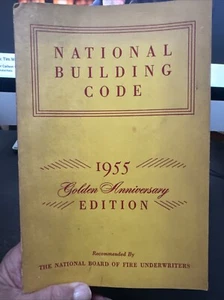 NATIONAL
BUILDING
CODE
1955
Golden Anniversary
EDITION
Recommended By
THE NATIONAL BOARD OF FIRE UNDERWRITERS